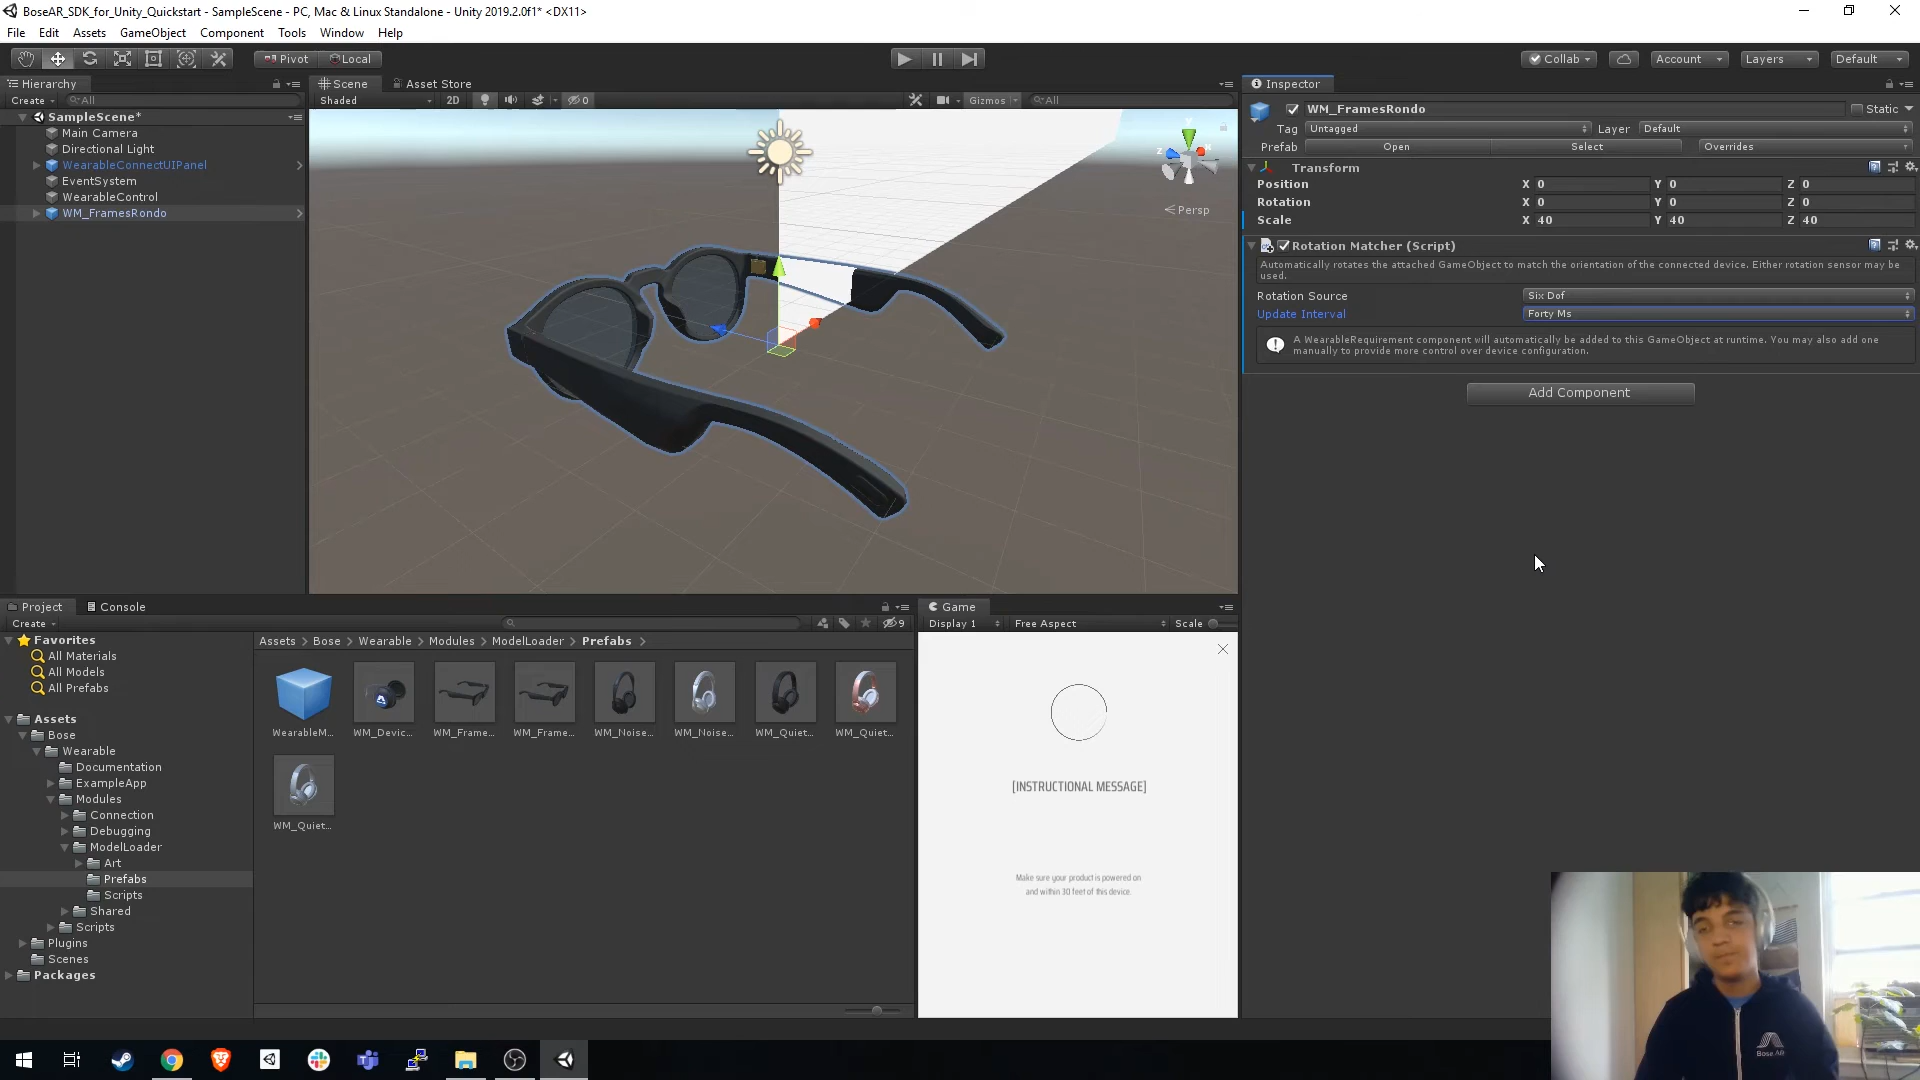 BoseAR_SDK_for_Unity_Quickstart - SampleScene - PC, Mac & Linux Standalone - Unity 2019.2.0f1* <DX11>
File Edit Assets GameObject Component Tools Window Help
Pivot Local
Collab Account Layers Default
Hierarchy
Create All
SampleScene*
Main Camera
Directional Light
WearableConnectUIPanel
EventSystem
WearableControl
WM_FramesRondo
Scene Asset Store
Shaded 2D 0 Gizmos All
y
z x
Persp
Inspector
WM_FramesRondo Static
Tag Untagged Layer Default
Prefab Open Select Overrides
Transform
Position X 0 Y 0 Z 0
Rotation X 0 Y 0 Z 0
Scale X 40 Y 40 Z 40
Rotation Matcher (Script)
Automatically rotates the attached GameObject to match the orientation of the connected device. Either rotation sensor may be
used.
Rotation Source Six Dof
Update Interval Forty Ms
A WearableRequirement component will automatically be added to this GameObject at runtime. You may also add one
manually to provide more control over device configuration.
Add Component
Project Console
Create 9
Favorites
All Materials
All Models
All Prefabs
Assets
Bose
Wearable
Documentation
ExampleApp
Modules
Connection
Debugging
ModelLoader
Art
Prefabs
Scripts
Shared
Scripts
Plugins
Scenes
Packages
Assets Bose Wearable Modules ModelLoader Prefabs
WearableM... WM_Devic... WM_Frame... WM_Frame... WM_Noise... WM_Noise... WM_Quiet... WM_Quiet...
WM_Quiet...
Game
Display 1 Free Aspect Scale
[INSTRUCTIONAL MESSAGE]
Make sure your product is powered on
and within 30 feet of this device.
Bose AR